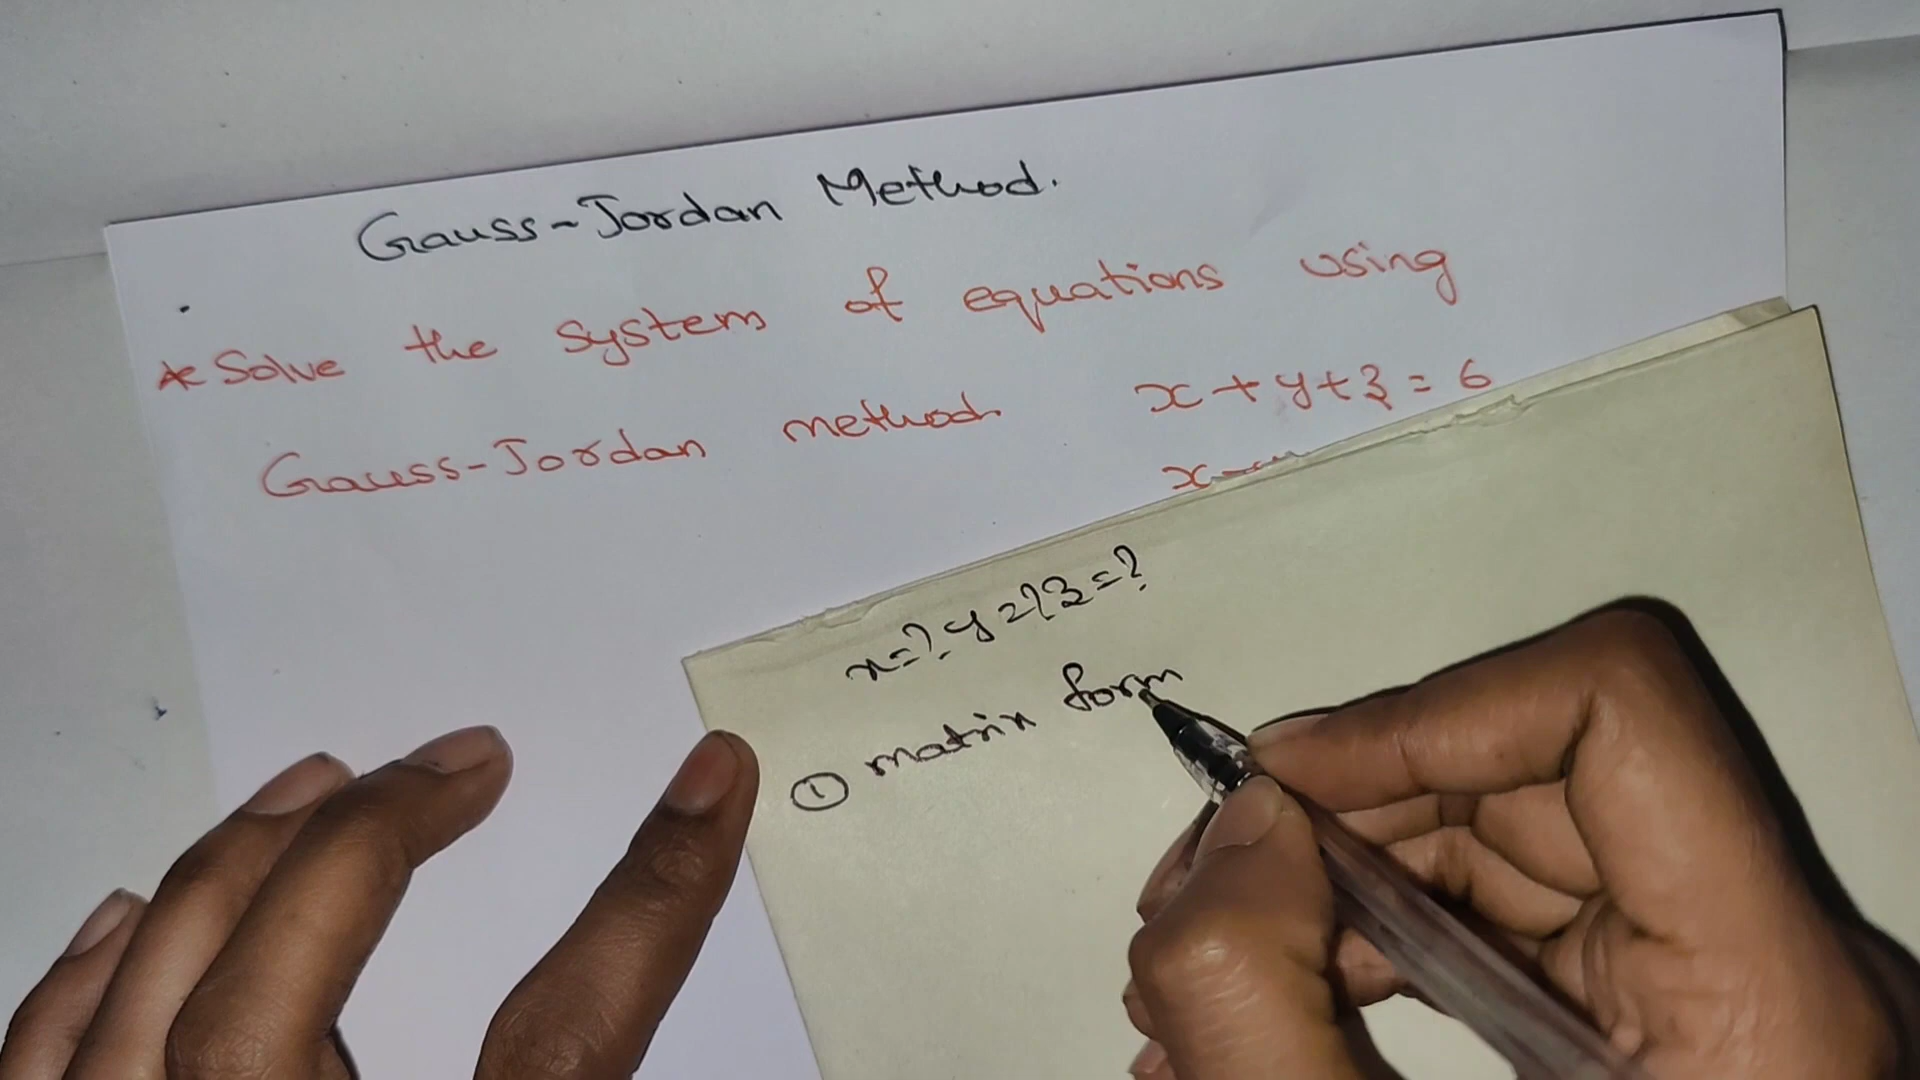 Gauss-Jordan Method.
* Solve the system of equations using
Gauss-Jordan method. x+y+z=6
x-
x=? y=? z=?
① matrix form